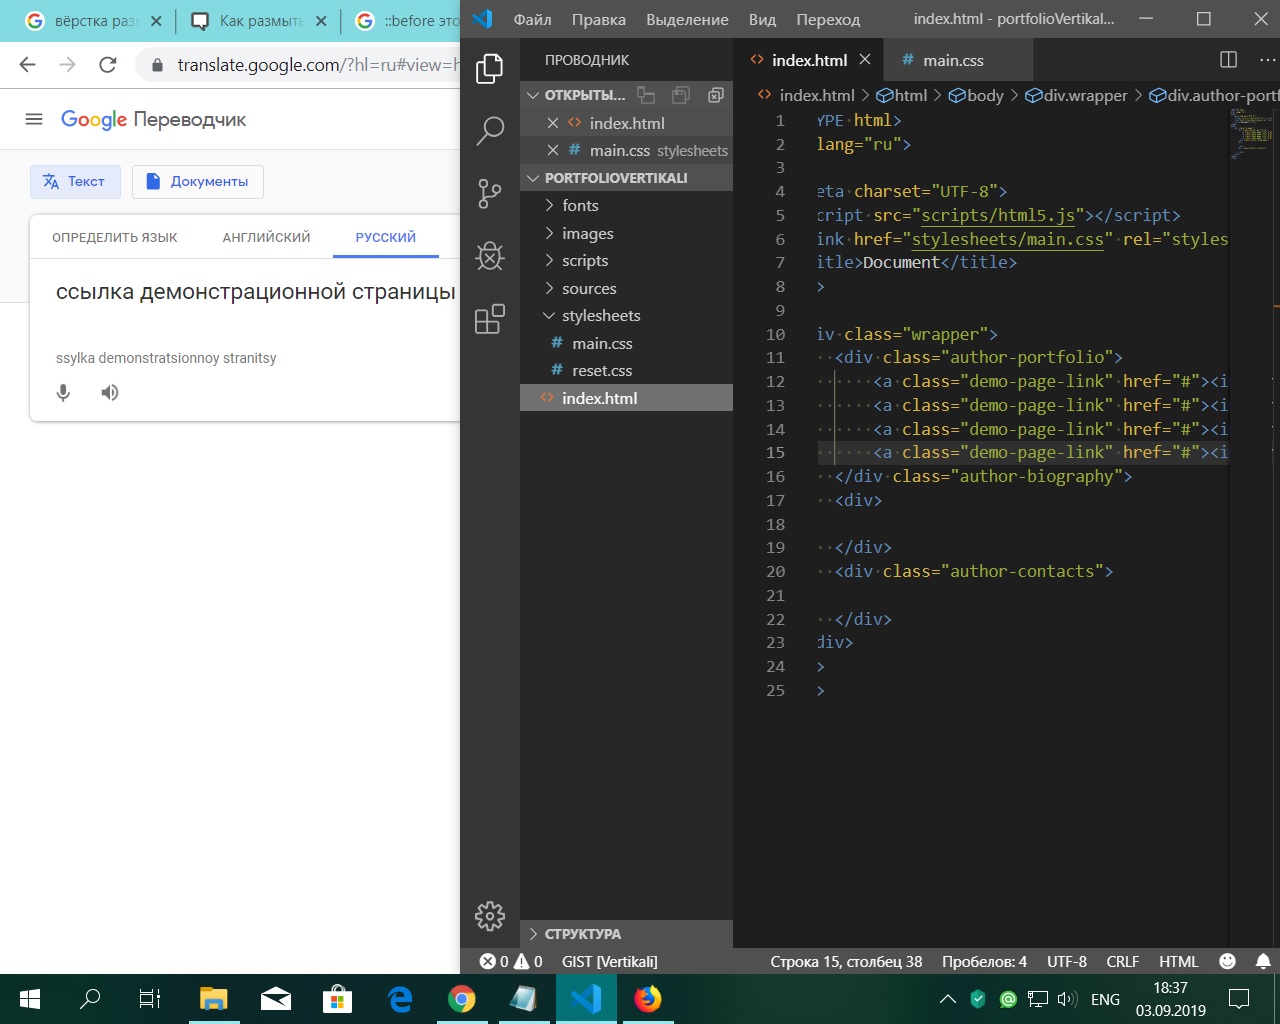 вёрстка раз
Как размыть
::before это
translate.google.com/?hl=ru#view=h
Google Переводчик
Текст
Документы
ОПРЕДЕЛИТЬ ЯЗЫК
АНГЛИЙСКИЙ
РУССКИЙ
ссылка демонстрационной страницы
ssylka demonstratsionnoy stranitsy
Файл Правка Выделение Вид Переход
index.html - portfolioVertikal...
ПРОВОДНИК
ОТКРЫТЫ...
index.html
main.css stylesheets
PORTFOLIOVERTIKALI
fonts
images
scripts
sources
stylesheets
main.css
reset.css
index.html
СТРУКТУРА
index.html
main.css
index.html > html > body > div.wrapper > div.author-portf
1 YPE html>
2 lang="ru">
3
4 eta charset="UTF-8">
5 cript src="scripts/html5.js"></script>
6 ink href="stylesheets/main.css" rel="styles
7 itle>Document</title>
8 >
9
10 iv class="wrapper">
11 <div class="author-portfolio">
12 <a class="demo-page-link" href="#"><i
13 <a class="demo-page-link" href="#"><i
14 <a class="demo-page-link" href="#"><i
15 <a class="demo-page-link" href="#"><i
16 </div class="author-biography">
17 <div>
18
19 </div>
20 <div class="author-contacts">
21
22 </div>
23 div>
24 >
25 >
0 0 GIST [Vertikali]
Строка 15, столбец 38 Пробелов: 4 UTF-8 CRLF HTML
ENG
18:37
03.09.2019